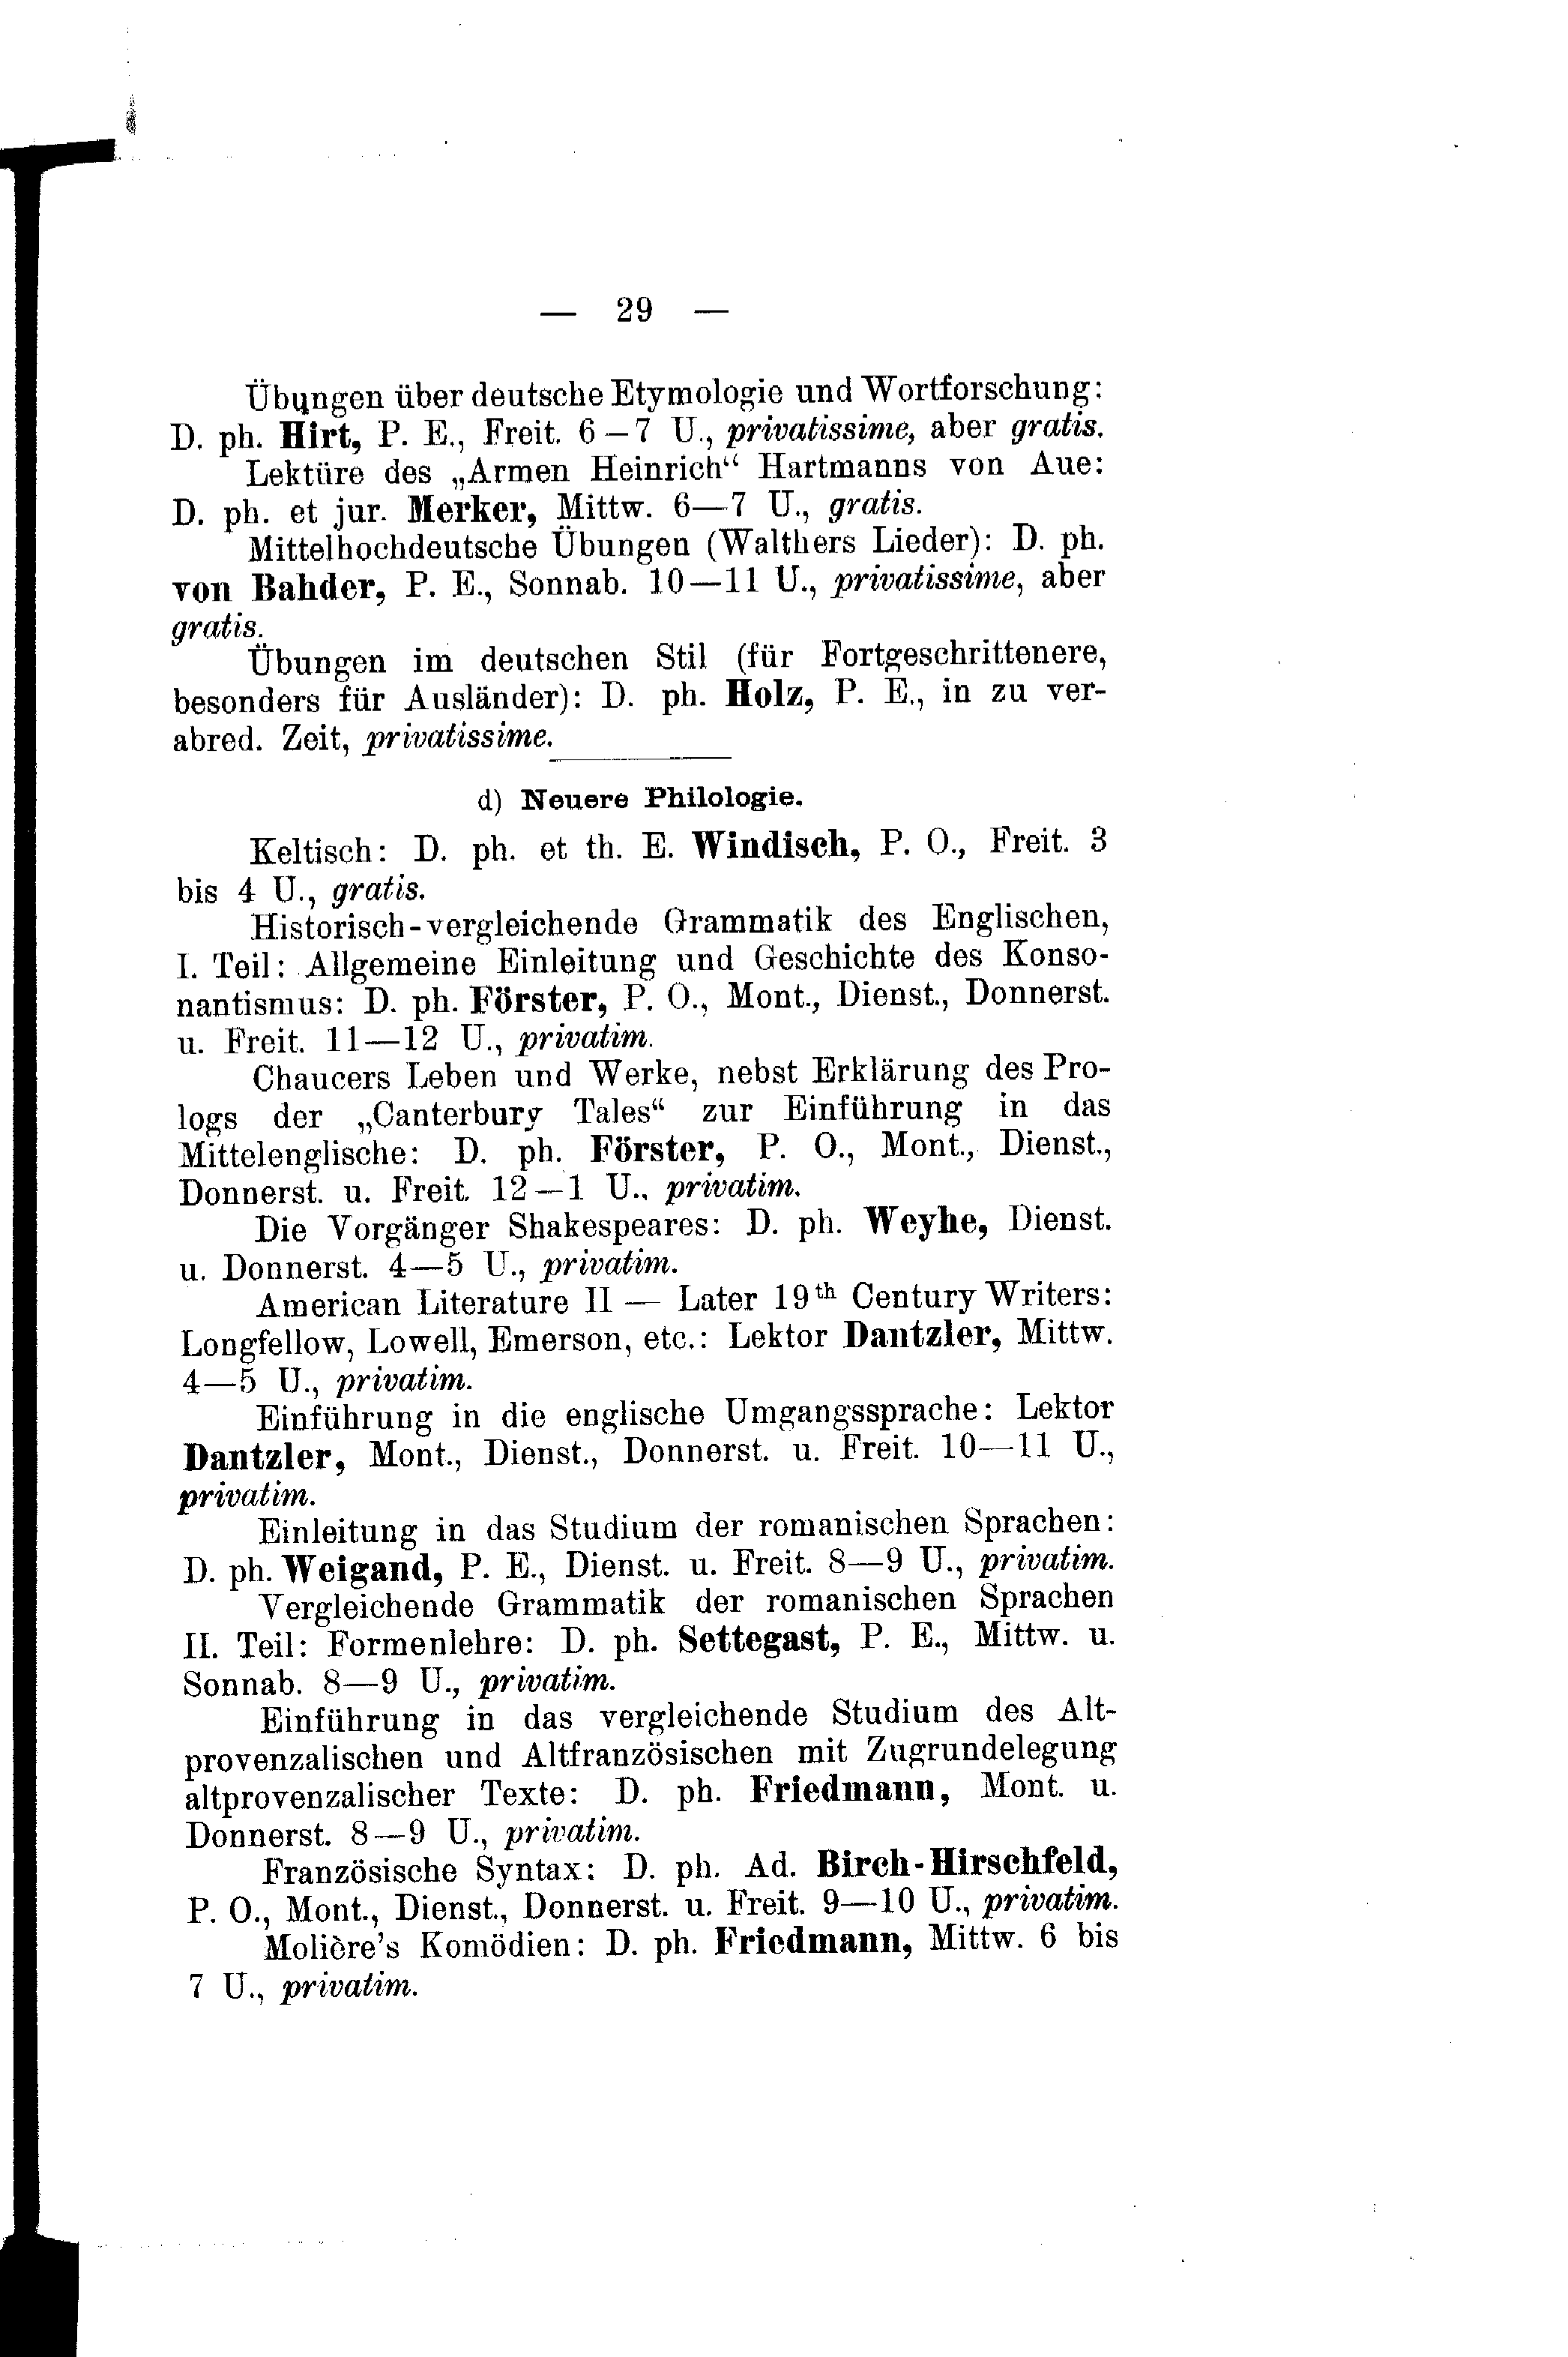 — 29 —
Übungen über deutsche Etymologie und Wortforschung:
D. ph. Hirt, P. E., Freit. 6–7 U., privatissime, aber gratis.
Lektüre des „Armen Heinrich“ Hartmanns von Aue:
D. ph. et jur. Merker, Mittw. 6—7 U., gratis.
Mittelhochdeutsche Übungen (Walthers Lieder): D. ph.
von Bahder, P. E., Sonnab. 10—11 U., privatissime, aber
gratis.
Übungen im deutschen Stil (für Fortgeschrittenere,
besonders für Ausländer): D. ph. Holz, P. E., in zu ver-
abred. Zeit, privatissime.
d) Neuere Philologie.
Keltisch: D. ph. et th. E. Windisch, P. O., Freit. 3
bis 4 U., gratis.
Historisch-vergleichende Grammatik des Englischen,
I. Teil: Allgemeine Einleitung und Geschichte des Konso-
nantismus: D. ph. Förster, P. O., Mont., Dienst., Donnerst.
u. Freit. 11—12 U., privatim.
Chaucers Leben und Werke, nebst Erklärung des Pro-
logs der „Canterbury Tales“ zur Einführung in das
Mittelenglische: D. ph. Förster, P. O., Mont., Dienst.,
Donnerst. u. Freit. 12—1 U., privatim.
Die Vorgänger Shakespeares: D. ph. Weyhe, Dienst.
u. Donnerst. 4—5 U., privatim.
American Literature II — Later 19th Century Writers:
Longfellow, Lowell, Emerson, etc.: Lektor Dantzler, Mittw.
4—5 U., privatim.
Einführung in die englische Umgangssprache: Lektor
Dantzler, Mont., Dienst., Donnerst. u. Freit. 10—11 U.,
privatim.
Einleitung in das Studium der romanischen Sprachen:
D. ph. Weigand, P. E., Dienst. u. Freit. 8—9 U., privatim.
Vergleichende Grammatik der romanischen Sprachen
II. Teil: Formenlehre: D. ph. Settegast, P. E., Mittw. u.
Sonnab. 8—9 U., privatim.
Einführung in das vergleichende Studium des Alt-
provenzalischen und Altfranzösischen mit Zugrundelegung
altprovenzalischer Texte: D. ph. Friedmann, Mont. u.
Donnerst. 8—9 U., privatim.
Französische Syntax: D. ph. Ad. Birch-Hirschfeld,
P. O., Mont., Dienst., Donnerst. u. Freit. 9—10 U., privatim.
Molière's Komödien: D. ph. Friedmann, Mittw. 6 bis
7 U., privatim.